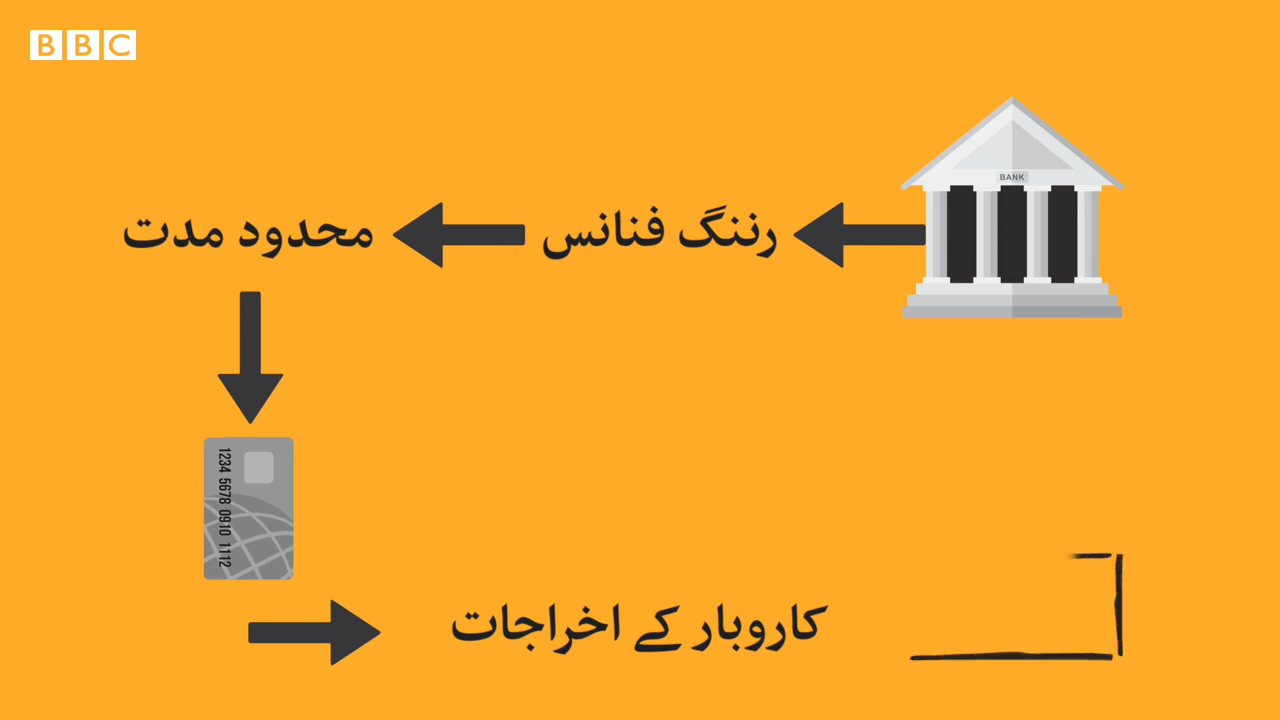 BBC
BANK
رننگ فنانس
محدود مدت
1234 5678 0910 1112
کاروبار کے اخراجات